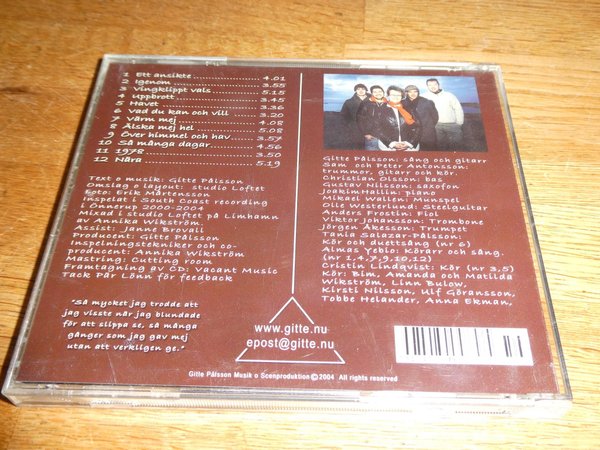 1 Ett ansikte 4.01
2 Igenom 3.55
3 Vingklippt vals 5.15
4 Uppbrott 3.45
5 Havet 3.36
6 Vad du kan och vill 3.20
7 Värm mej 4.08
8 Älska mej hel 5.08
9 Över himmel och hav 3.57
10 Så många dagar 4.56
11 1978 3.50
12 Nära 5.19
Text o musik: Gitte Pålsson
Omslag o layout: studio Loftet
Foto: Erik Mårtensson
Inspelat i South Coast recording
i Önnerup 2000-2004
Mixad i studio Loftet på Limhamn
av Annika Wikström.
Assist: Janne Brovall
Producent: Gitte Pålsson
Inspelningstekniker och co-
producent: Annika Wikström
Mastring: Cutting room
Framtagning av CD: Vacant Music
Tack Pär Lönn för feedback
"Så mycket jag trodde att
jag visste när jag blundade
för att slippa se, så många
gånger som jag gav mej
utan att verkligen ge."
Gitte Pålsson: sång och gitarr
Sam och Peter Antonsson:
trummor, gitarr och kör.
Christian Olsson: bas
Gustav Nilsson: saxofon
Joakim Hallin: piano
Mikael Wallen: Munspel
Olle Westerlund: Steelguitar
Anders Frostin: Fiol
Viktor Johansson: Trombone
Jörgen Åkesson: Trumpet
Tania Salazar-Pålsson:
Kör och duettsång (nr 6)
Almas Yebio: Körarr och sång.
(nr 1,4,7,9,10,12)
Cristin Lindqvist: Kör (nr 3,5)
Kör: Bim, Amanda och Matilda
Wikström, Linn Bulow,
Kirsti Nilsson, Ulf Göransson,
Tobbe Helander, Anna Ekman,
www.gitte.nu
epost@gitte.nu
Gitte Pålsson Musik o Scenproduktion©2004 All rights reserved